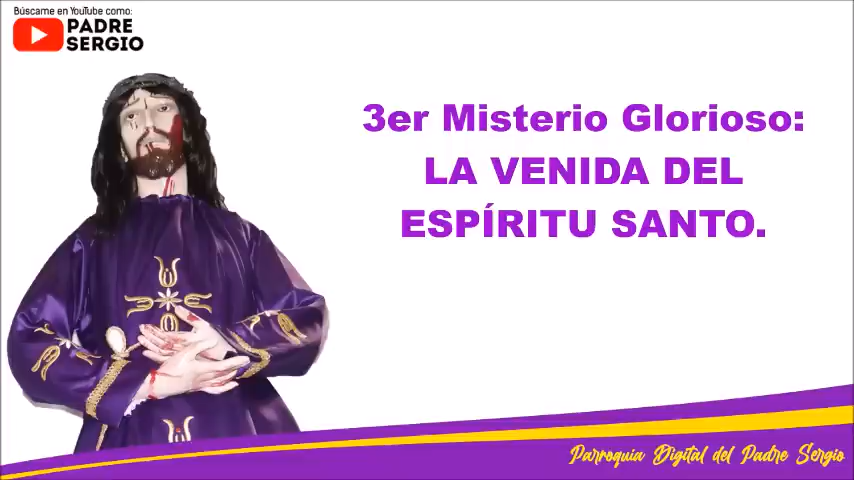 Búscame en YouTube como:
PADRE
SERGIO
3er Misterio Glorioso:
LA VENIDA DEL
ESPÍRITU SANTO.
Parroquia Digital del Padre Sergio